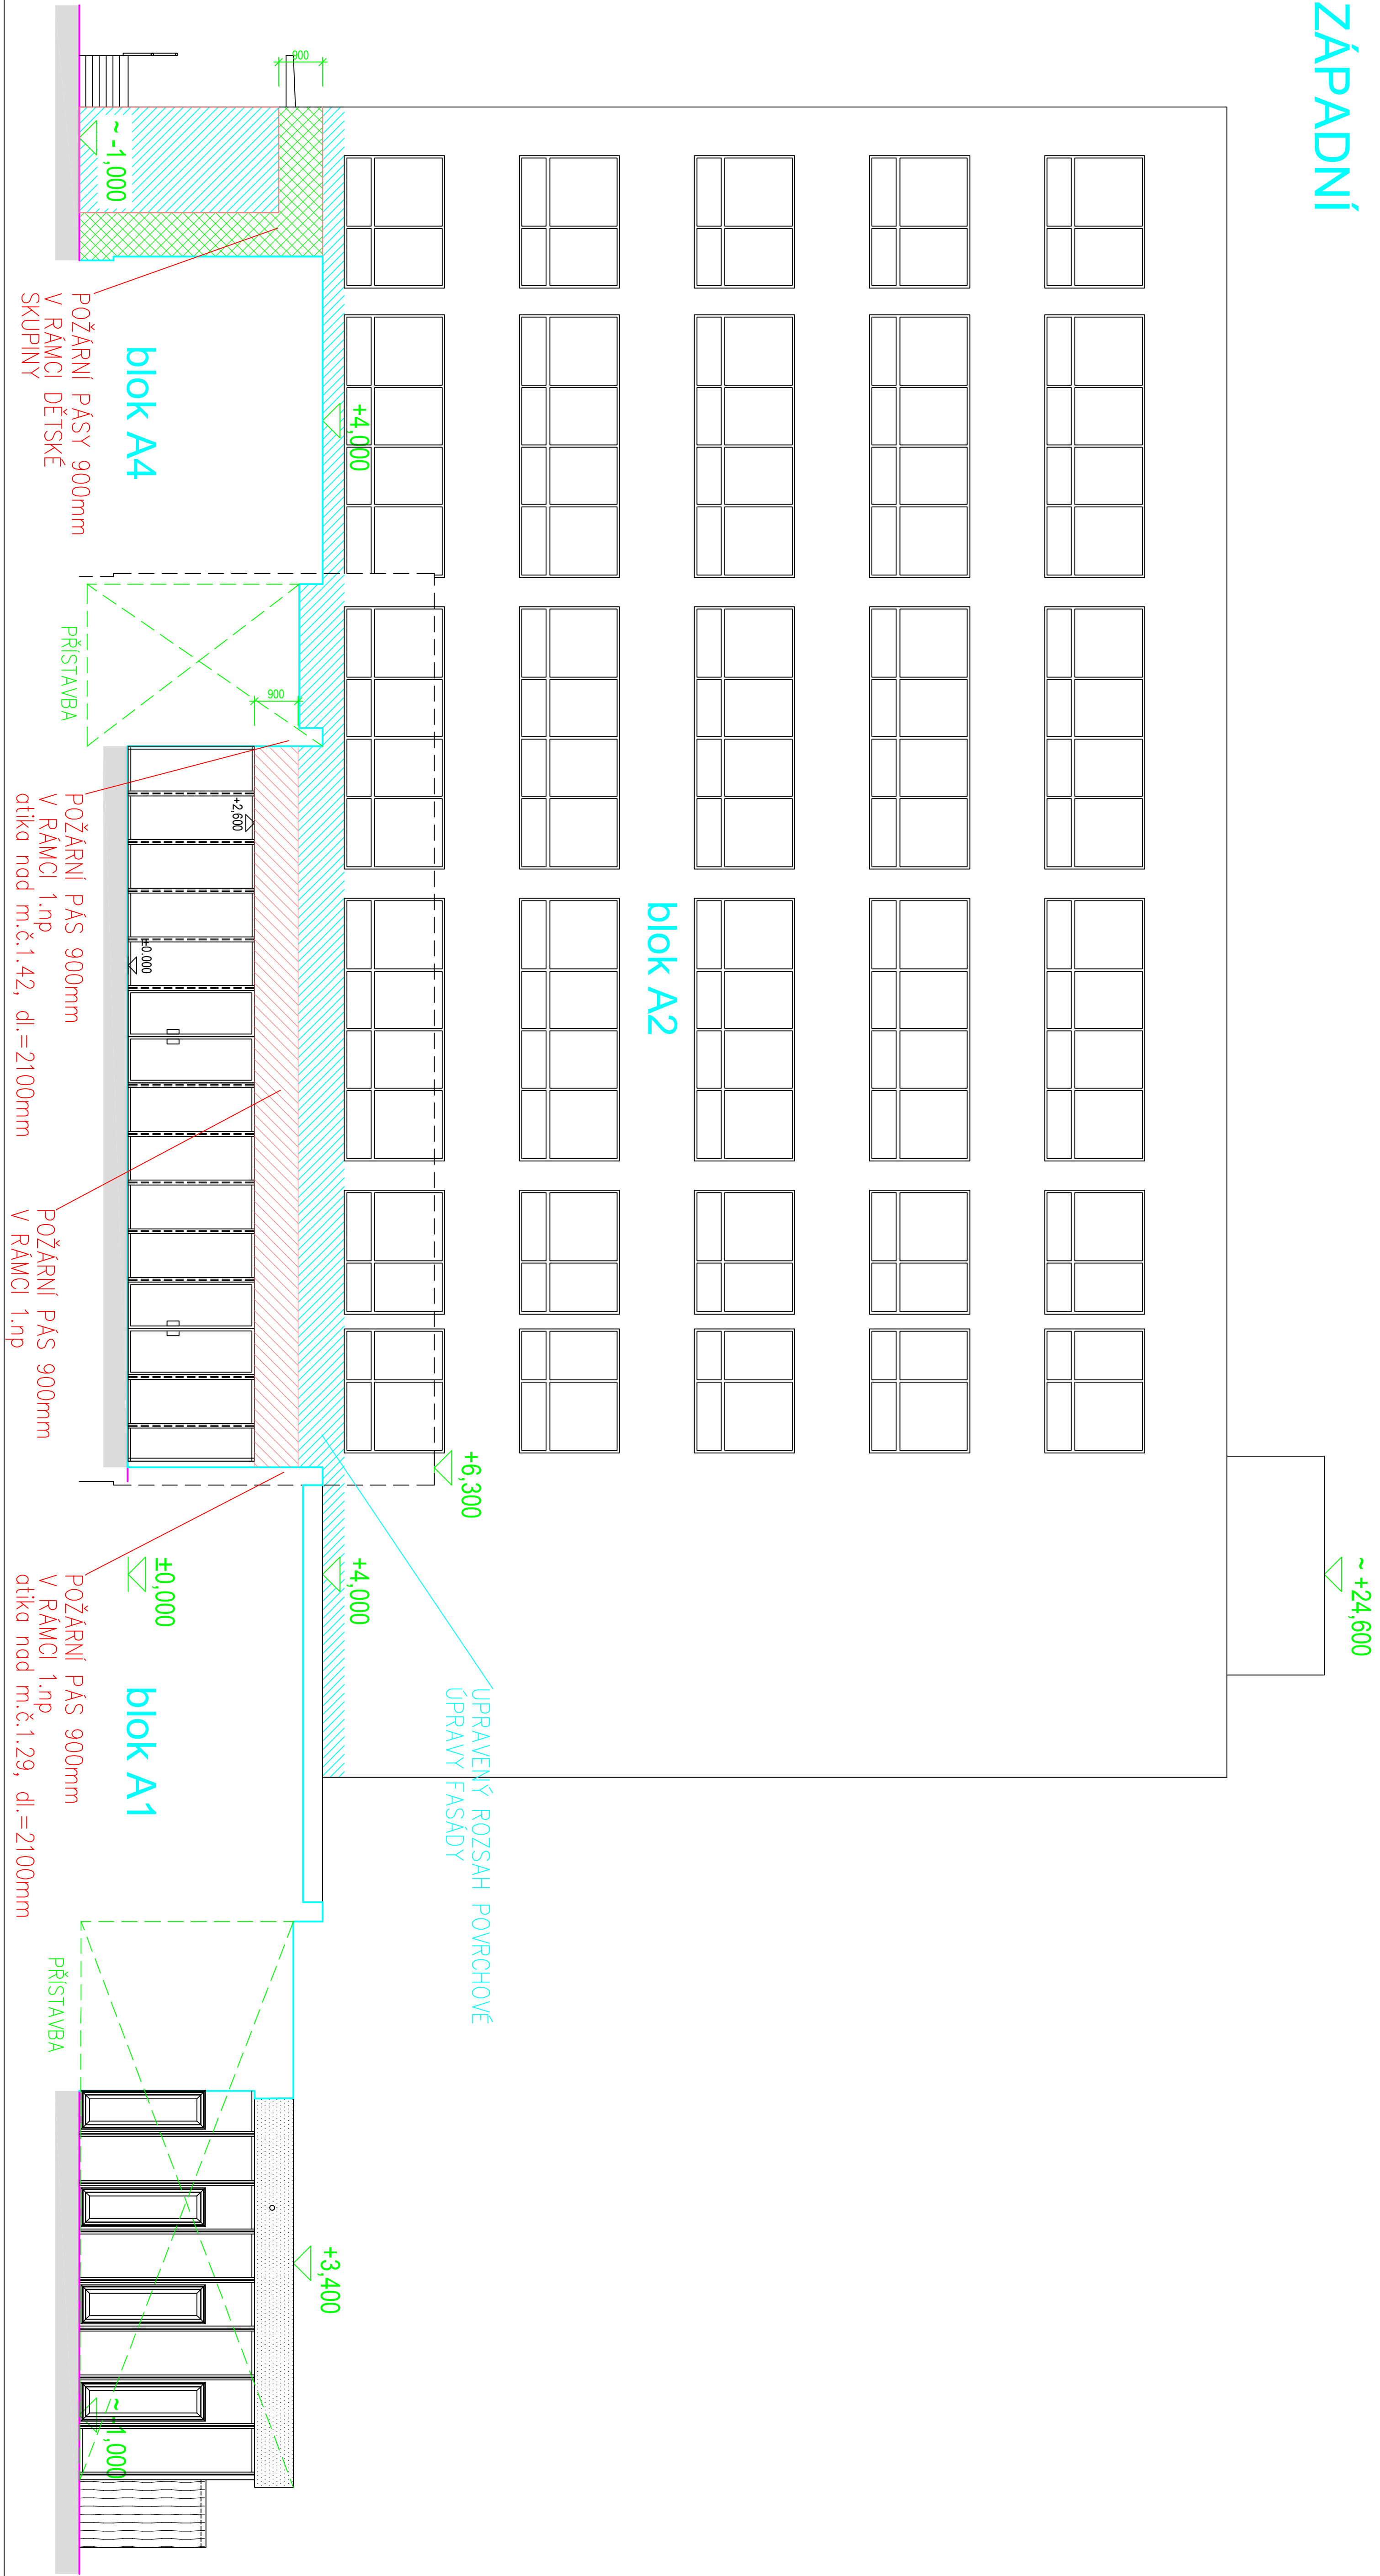 ZÁPADNÍ
~ +24,600
blok A2
+6,300
+4,000
+4,000
UPRAVENÝ ROZSAH POVRCHOVÉ
ÚPRAVY FASÁDY
+3,400
900
900
+2,600
±0.000
±0,000
~ -1,000
~ -1,000
blok A4
blok A1
PŘÍSTAVBA
PŘÍSTAVBA
POŽÁRNÍ PÁSY 900mm
V RÁMCI DĚTSKÉ
SKUPINY
POŽÁRNÍ PÁS 900mm
V RÁMCI 1.np
atika nad m.č.1.42, dl.=2100mm
POŽÁRNÍ PÁS 900mm
V RÁMCI 1.np
POŽÁRNÍ PÁS 900mm
V RÁMCI 1.np
atika nad m.č.1.29, dl.=2100mm